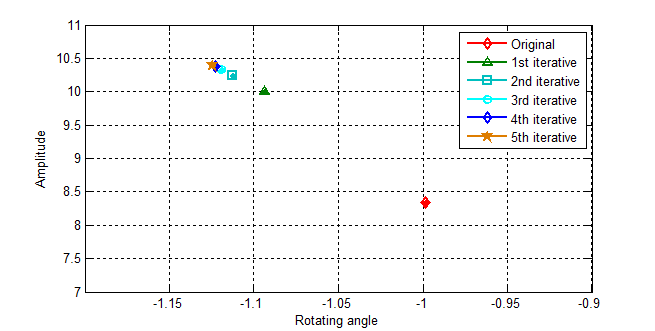 11
10.5
10
9.5
9
8.5
8
7.5
7
Amplitude
-1.15
-1.1
-1.05
-1
-0.95
-0.9
Rotating angle
Original
1st iterative
2nd iterative
3rd iterative
4th iterative
5th iterative